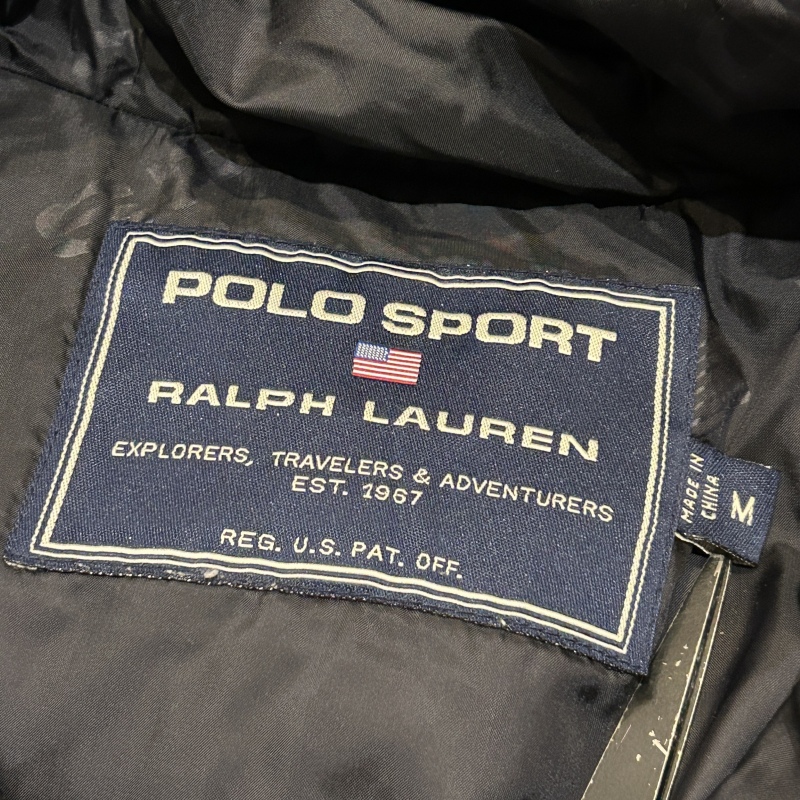 POLO SPORT
RALPH LAUREN
EXPLORERS, TRAVELERS & ADVENTURERS
EST. 1967
REG. U.S. PAT. OFF.
MADE IN
CHINA
M